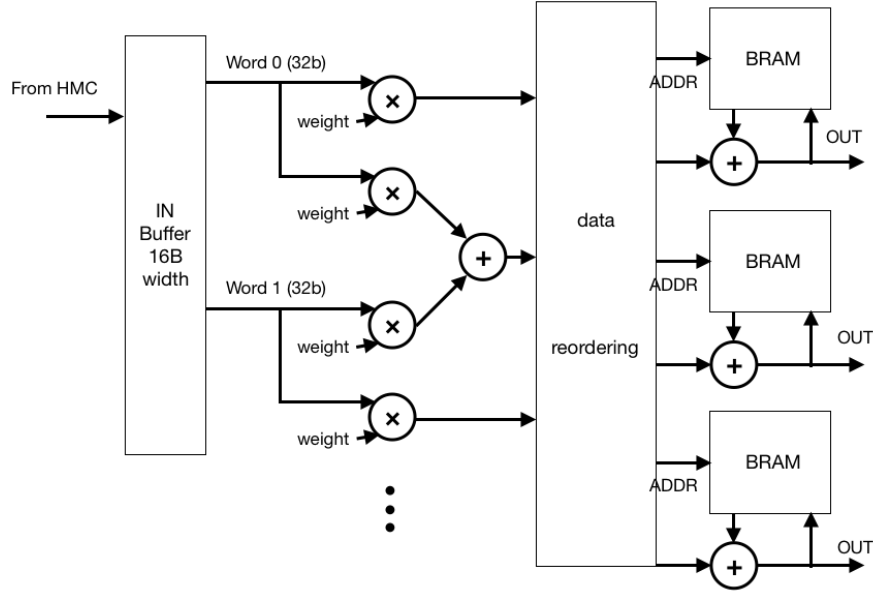 From HMC
IN
Buffer
16B
width
Word 0 (32b)
×
weight
×
weight
+
Word 1 (32b)
×
weight
×
weight
data
reordering
ADDR
BRAM
+
OUT
ADDR
BRAM
+
OUT
ADDR
BRAM
+
OUT